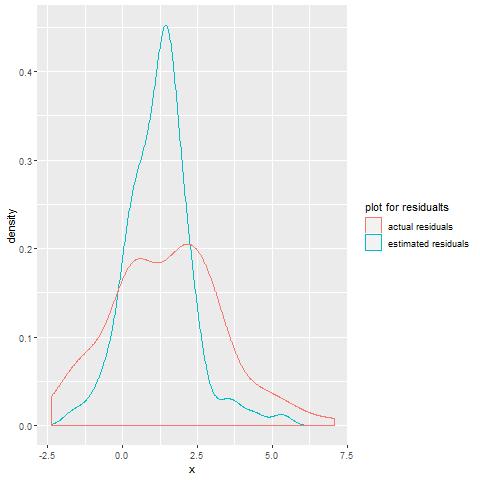 0.4
0.3
0.2
0.1
0.0
density
-2.5 0.0 2.5 5.0 7.5
x
plot for residualts
actual residuals
estimated residuals